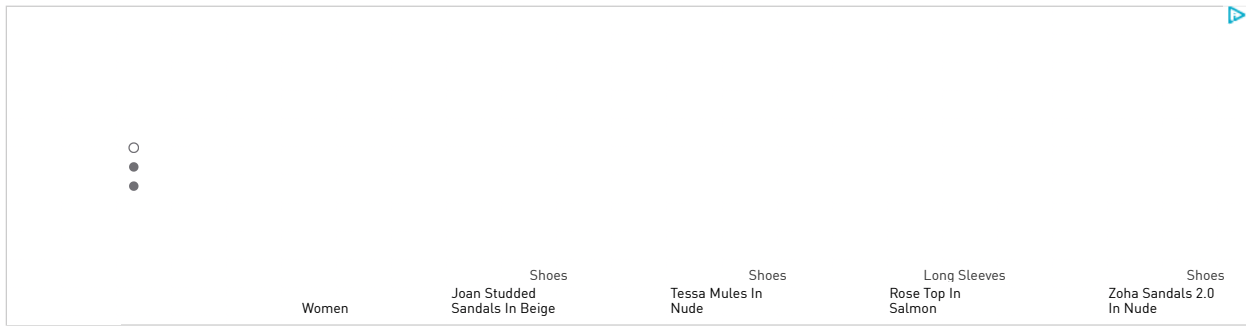 Shoes
Joan Studded
Sandals In Beige
Shoes
Tessa Mules In
Nude
Long Sleeves
Rose Top In
Salmon
Shoes
Zoha Sandals 2.0
In Nude
Women